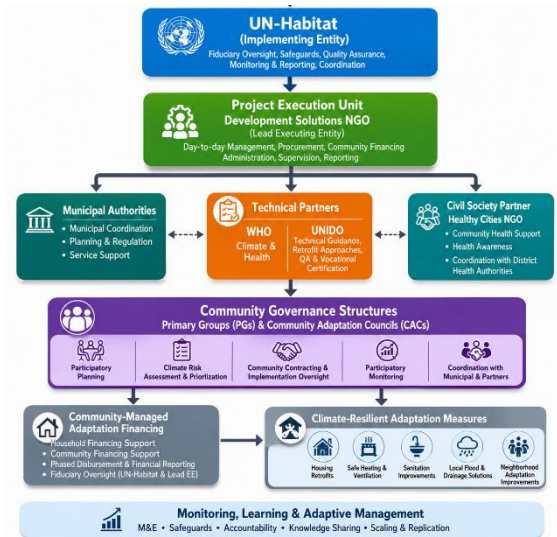 UN-Habitat
(Implementing Entity)
Fiduciary Oversight, Safeguards, Quality Assurance,
Monitoring & Reporting, Coordination
Project Execution Unit
Development Solutions NGO
(Lead Executing Entity)
Day-to-day Management, Procurement, Community Financing
Administration, Supervision, Reporting
Municipal Authorities
• Municipal Coordination
• Planning & Regulation
• Service Support
Technical Partners
WHO
Climate &
Health
UNIDO
Technical Guidance,
Retrofit Approaches,
QA & Vocational
Certification
Civil Society Partner
Healthy Cities NGO
• Community Health Support
• Health Awareness
• Coordination with District
Health Authorities
Community Governance Structures
Primary Groups (PGs) & Community Adaptation Councils (CACs)
Participatory
Planning
Climate Risk
Assessment & Prioritization
Community Contracting &
Implementation Oversight
Participatory
Monitoring
Coordination with
Municipal & Partners
Community-Managed
Adaptation Financing
Household Financing Support
• Community Financing Support
• Phased Disbursement & Financial Reporting
• Fiduciary Oversight (UN-Habitat & Lead EE)
Climate-Resilient Adaptation Measures
Housing
Retrofits
Safe Heating &
Ventilation
Sanitation
Improvements
Local Flood &
Drainage Solutions
Neighborhood
Adaptation
Improvements
Monitoring, Learning & Adaptive Management
M&E • Safeguards • Accountability • Knowledge Sharing • Scaling & Replication